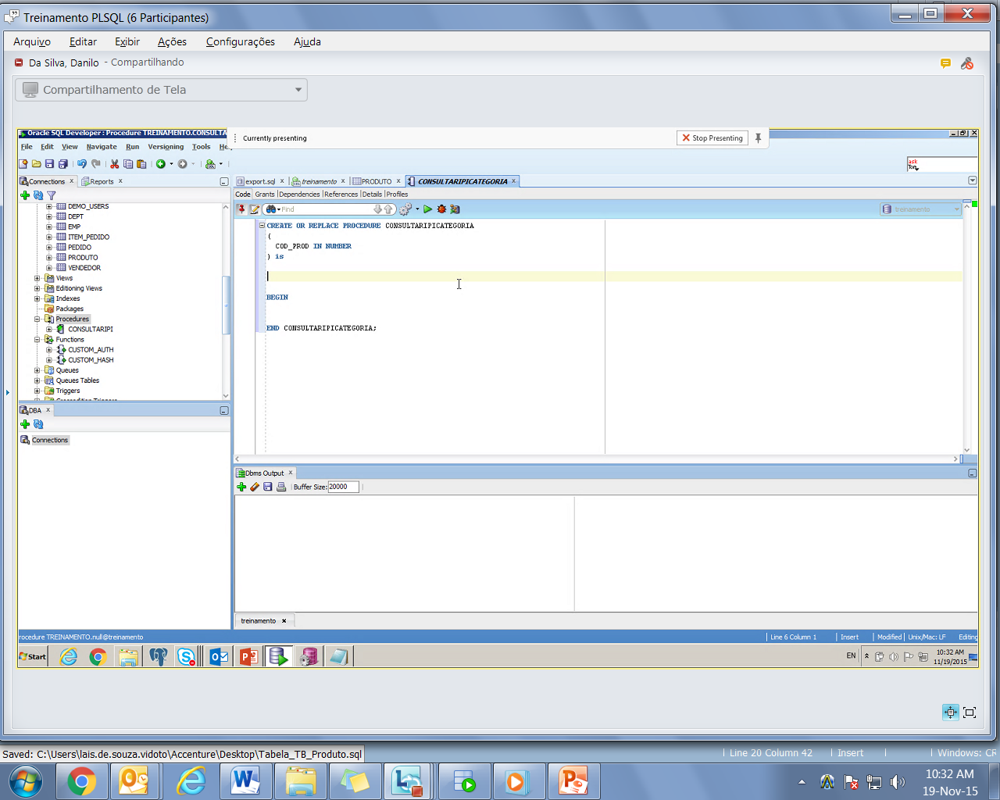 Treinamento PLSQL (6 Participantes)
Arquivo Editar Exibir Ações Configurações Ajuda
Da Silva, Danilo - Compartilhando
Compartilhamento de Tela
Oracle SQL Developer : Procedure TREINAMENTO.CONSULTA
Currently presenting
Stop Presenting
File Edit View Navigate Run Versioning Tools He
ask
Tom
Connections
Reports
export.sql
treinamento
PRODUTO
CONSULTARIPICATEGORIA
Code Grants Dependencies References Details Profiles
Find
treinamento
DEMO_USERS
DEPT
EMP
ITEM_PEDIDO
PEDIDO
PRODUTO
VENDEDOR
Views
Editioning Views
Indexes
Packages
Procedures
CONSULTARIPI
Functions
CUSTOM_AUTH
CUSTOM_HASH
Queues
Queues Tables
Triggers
Crossedition Triggers
CREATE OR REPLACE PROCEDURE CONSULTARIPICATEGORIA
(
COD_PROD IN NUMBER
) is
BEGIN
END CONSULTARIPICATEGORIA;
DBA
Connections
Dbms Output
Buffer Size: 20000
treinamento
rocedure TREINAMENTO.null@treinamento
Line 6 Column 1 Insert Modified Unix/Mac: LF Editing
Start
EN
10:32 AM
11/19/2015
Saved: C:\Users\lais.de.souza.vidoto\Accenture\Desktop\Tabela_TB_Produto.sql
Line 20 Column 42 Insert Windows: CR
10:32 AM
19-Nov-15